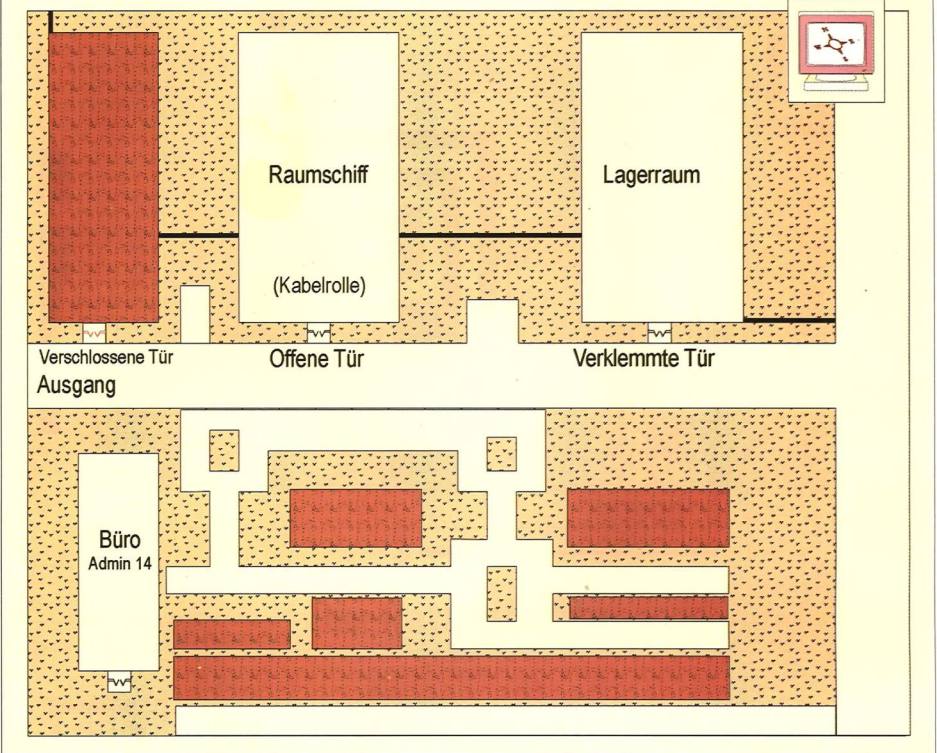 Raumschiff
Lagerraum
(Kabelrolle)
Verschlossene Tür
Offene Tür
Verklemmte Tür
Ausgang
Büro
Admin 14